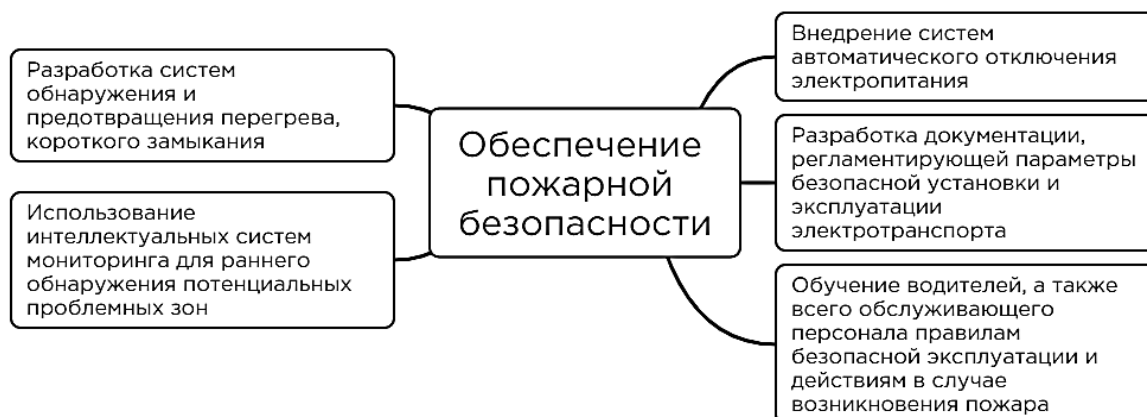 Разработка систем
обнаружения и
предотвращения перегрева,
короткого замыкания
Использование
интеллектуальных систем
мониторинга для раннего
обнаружения потенциальных
проблемных зон
Обеспечение
пожарной
безопасности
Внедрение систем
автоматического отключения
электропитания
Разработка документации,
регламентирующей параметры
безопасной установки и
эксплуатации
электротранспорта
Обучение водителей, а также
всего обслуживающего
персонала правилам
безопасной эксплуатации и
действиям в случае
возникновения пожара